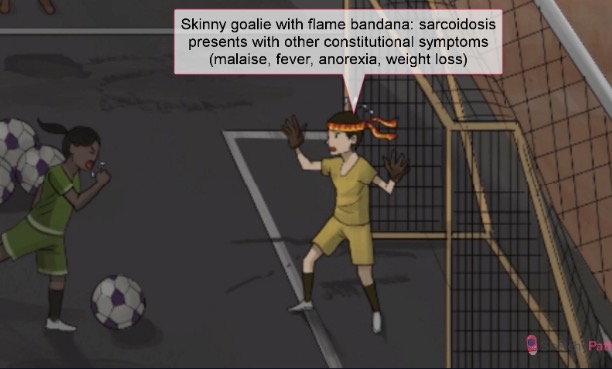 Skinny goalie with flame bandana: sarcoidosis
presents with other constitutional symptoms
(malaise, fever, anorexia, weight loss)